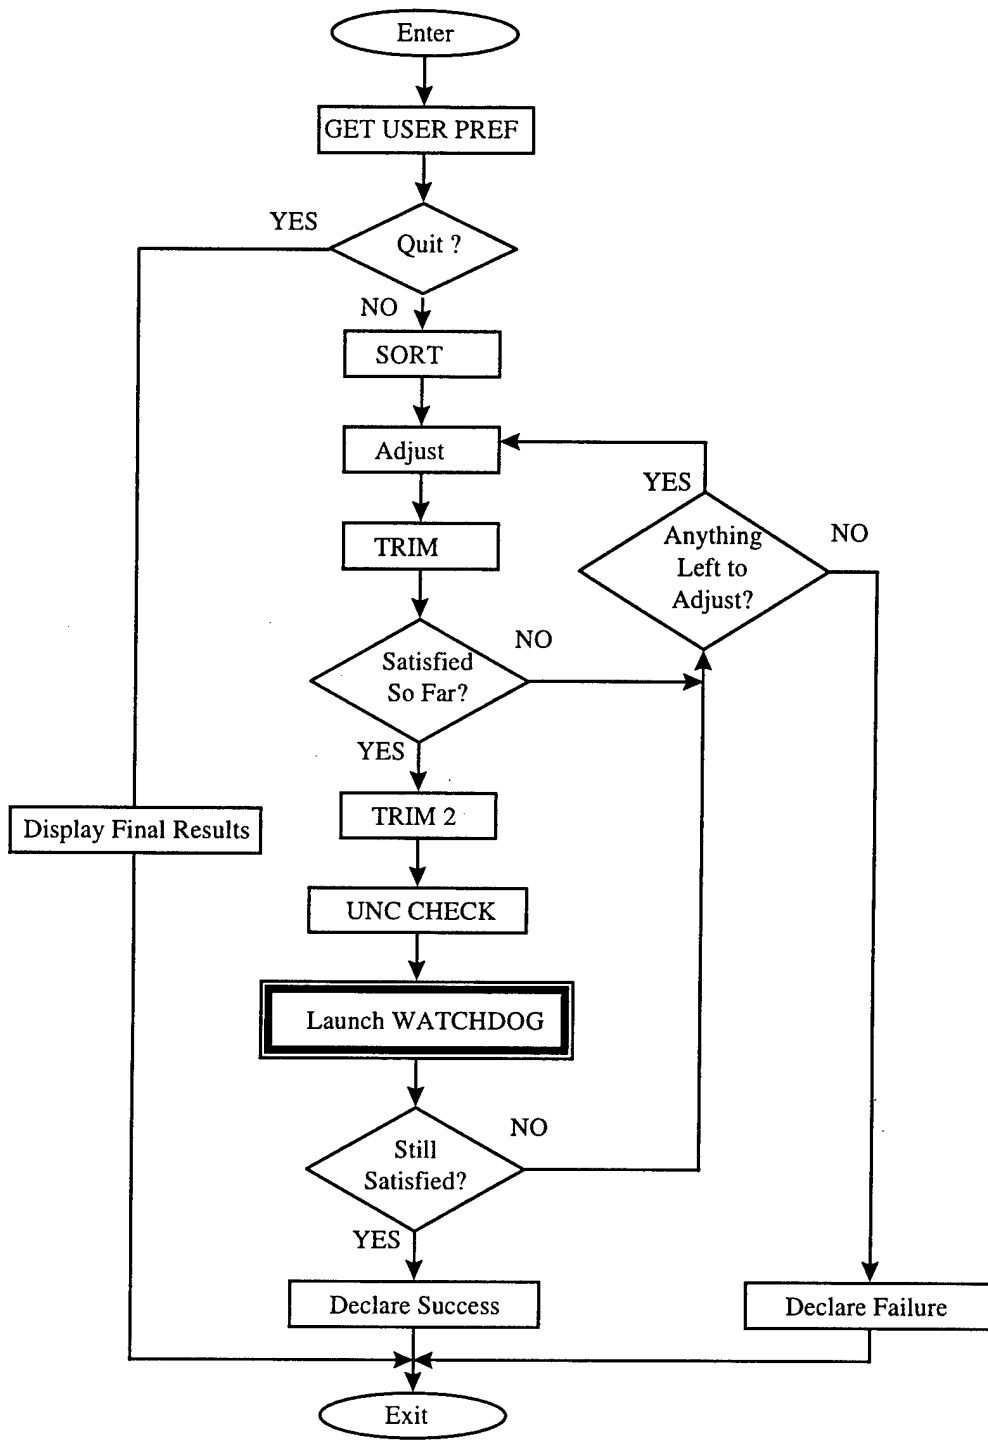 Enter
GET USER PREF
YES
Quit ?
NO
SORT
Adjust
YES
TRIM
Anything
Left to
Adjust?
NO
NO
Satisfied
So Far?
YES
TRIM 2
Display Final Results
UNC CHECK
Launch WATCHDOG
NO
Still
Satisfied?
YES
Declare Success
Declare Failure
Exit